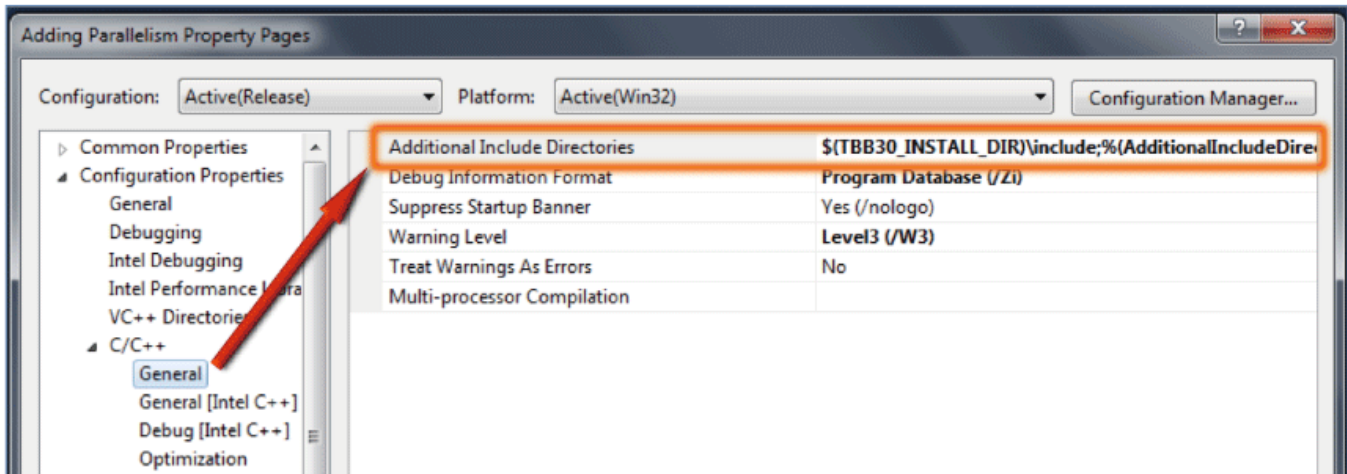 Adding Parallelism Property Pages
Configuration: Active(Release) Platform: Active(Win32) Configuration Manager...
Common Properties
Configuration Properties
General
Debugging
Intel Debugging
Intel Performance
VC++ Directories
C/C++
General
General [Intel C++]
Debug [Intel C++]
Optimization
Additional Include Directories $(TBB30_INSTALL_DIR)\include;%(AdditionalIncludeDire
Debug Information Format Program Database (/Zi)
Suppress Startup Banner Yes (/nologo)
Warning Level Level3 (/W3)
Treat Warnings As Errors No
Multi-processor Compilation